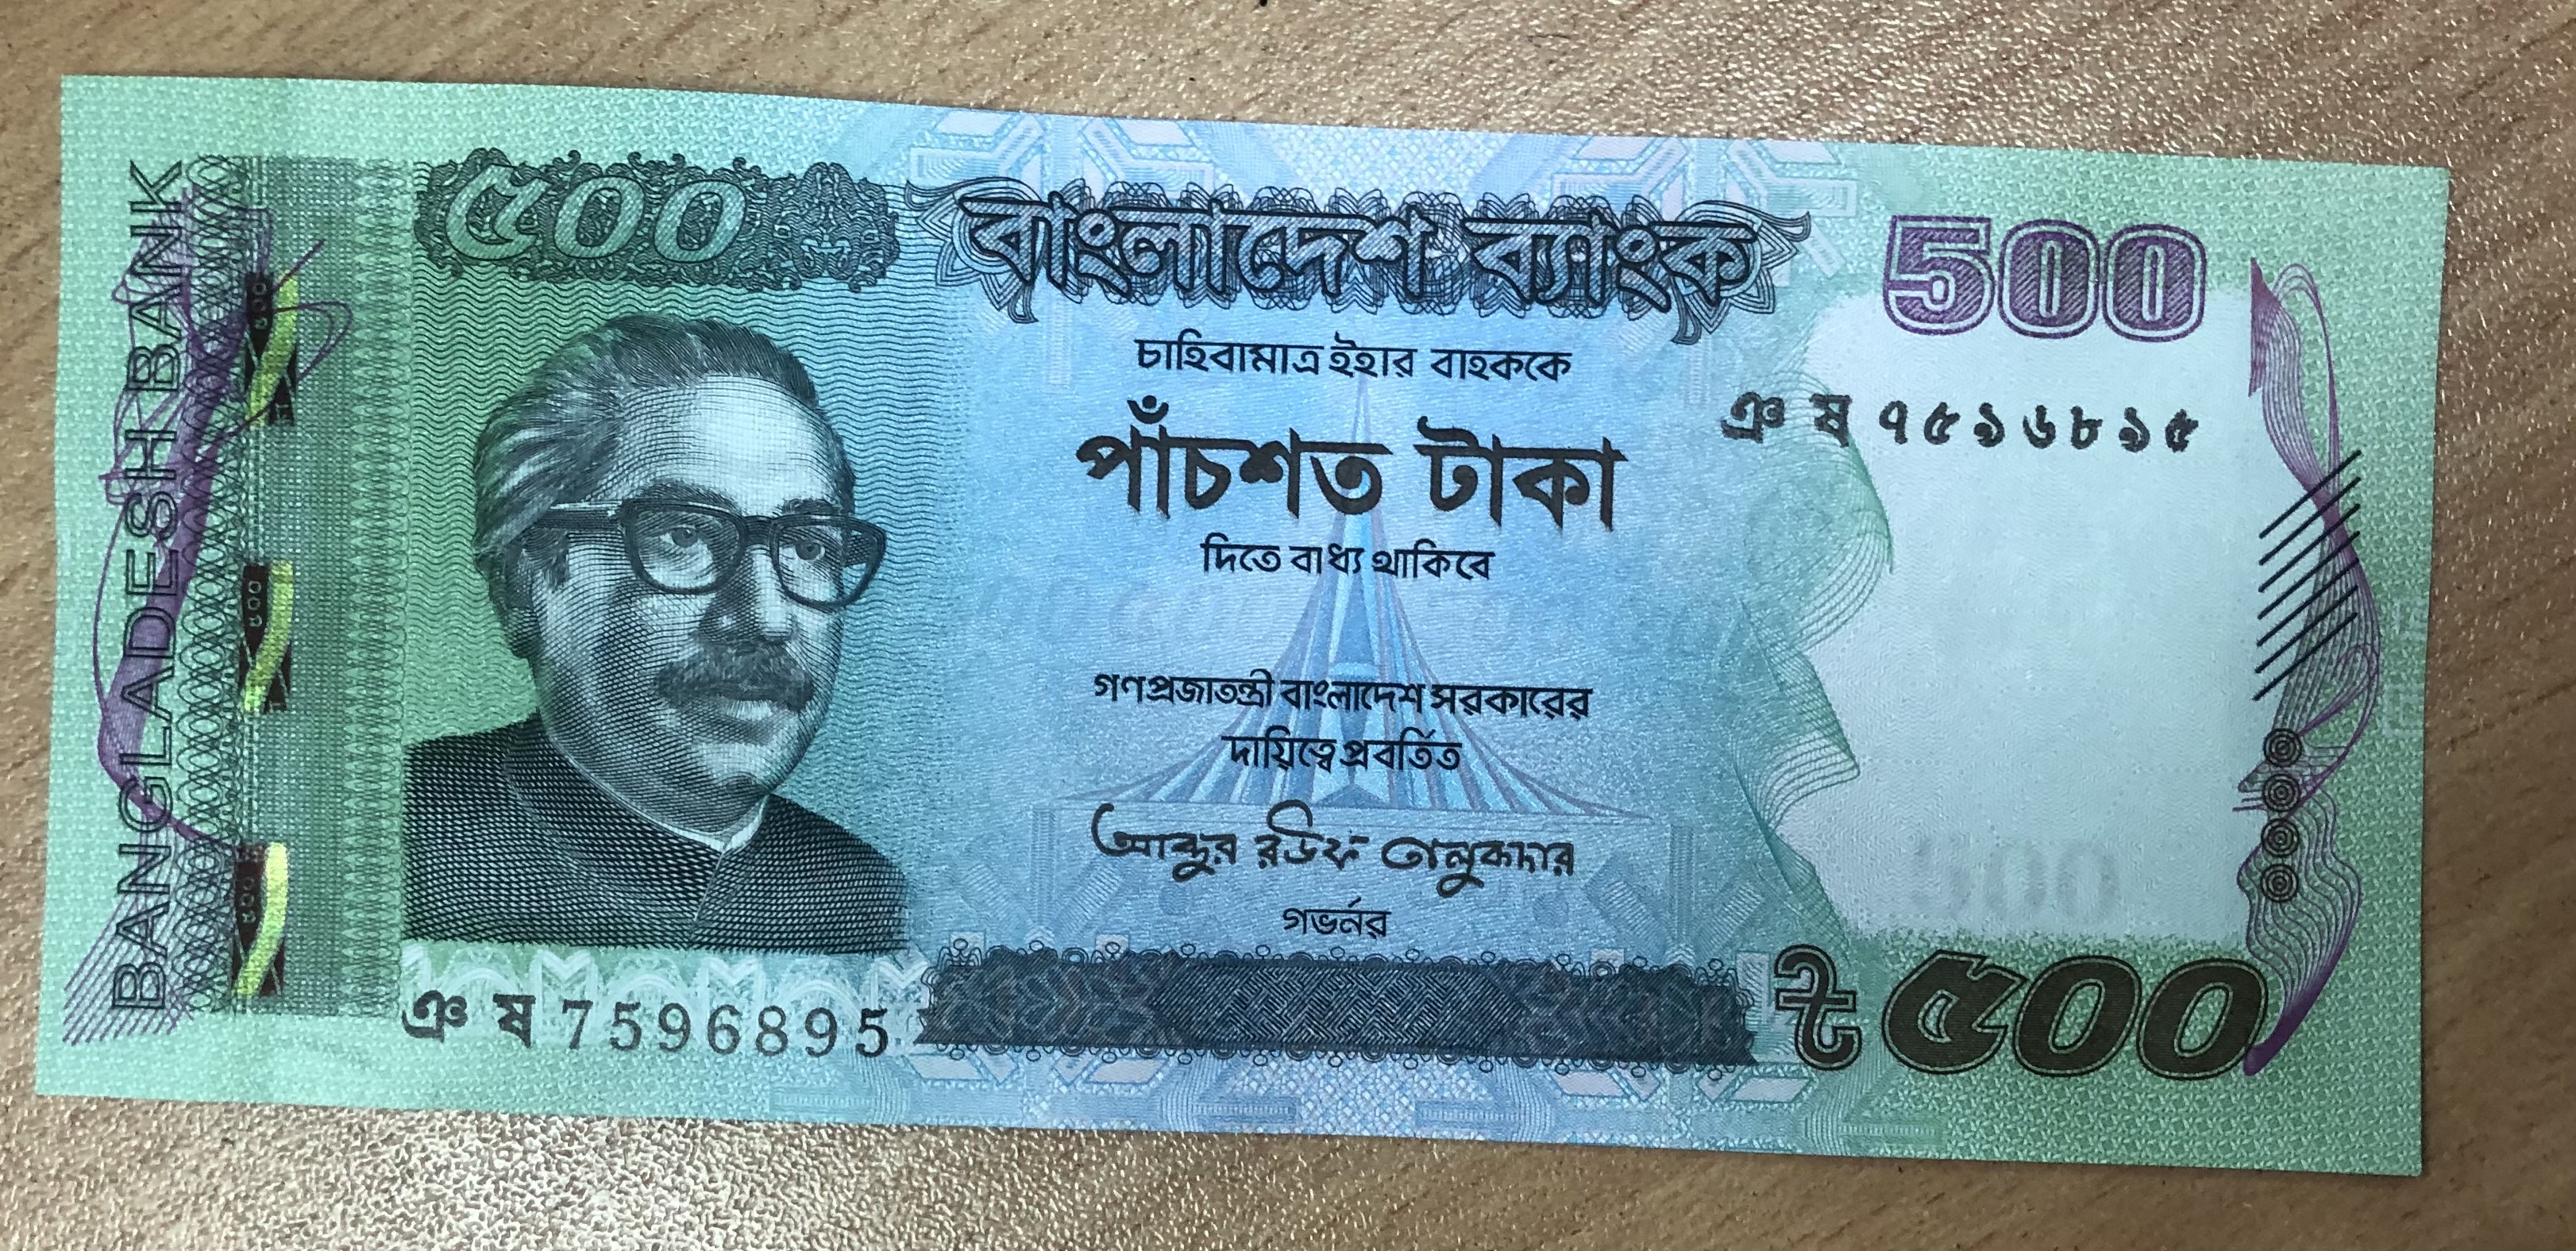 BANGLADESH BANK
৫০০
বাংলাদেশ ব্যাংক
500
চাহিবামাত্র ইহার বাহককে
ঞ ষ ৭৫৯৬৮৯৫
পাঁচশত টাকা
দিতে বাধ্য থাকিবে
গণপ্রজাতন্ত্রী বাংলাদেশ সরকারের
দায়িত্বে প্রবর্তিত
আব্দুর রউফ তালুকদার
গভর্নর
500
৳ ৫০০
ঞ ষ 7596895